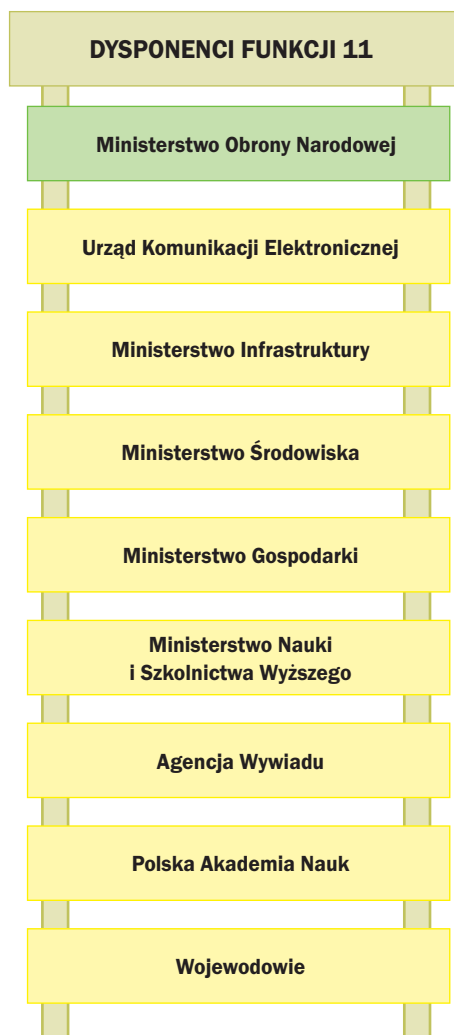 DYSPONENCI FUNKCJI 11
Ministerstwo Obrony Narodowej
Urząd Komunikacji Elektronicznej
Ministerstwo Infrastruktury
Ministerstwo Środowiska
Ministerstwo Gospodarki
Ministerstwo Nauki
i Szkolnictwa Wyższego
Agencja Wywiadu
Polska Akademia Nauk
Wojewodowie